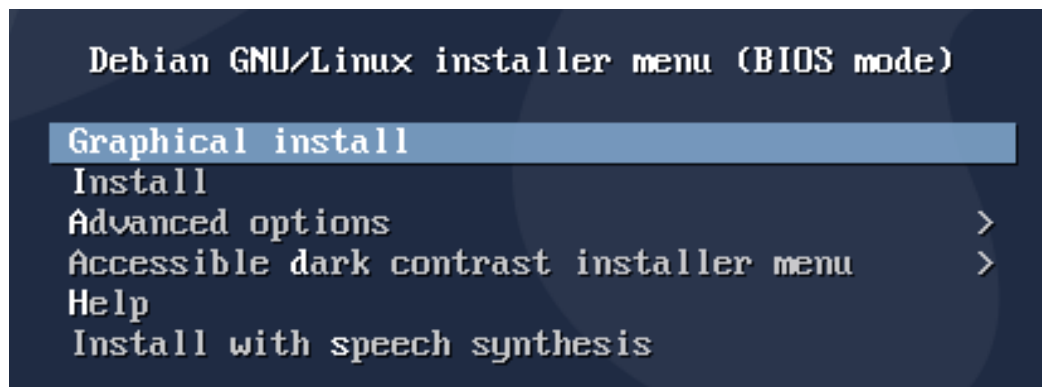 Debian GNU/Linux installer menu (BIOS mode)
Graphical install
Install
Advanced options >
Accessible dark contrast installer menu >
Help
Install with speech synthesis